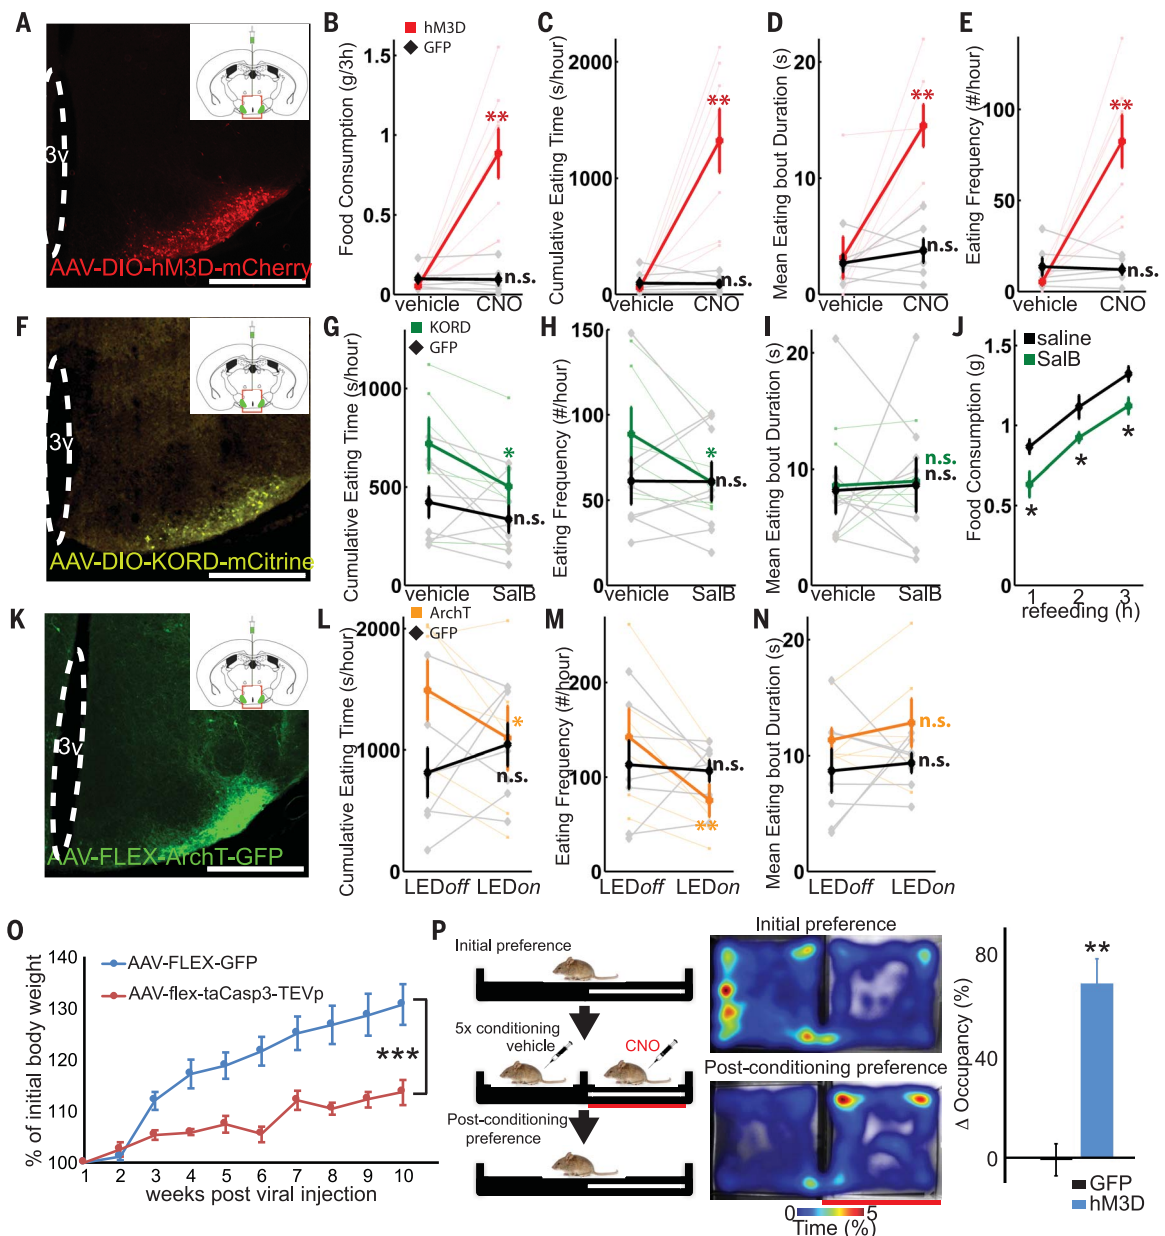 A
3v
AAV-DIO-hM3D-mCherry
B
hM3D
GFP
Food Consumption (g/3h)
1.5
1
0.5
0
**
n.s.
vehicle
CNO
C
Cumulative Eating Time (s/hour)
2000
1000
0
**
n.s.
vehicle
CNO
D
Mean Eating bout Duration (s)
20
10
0
**
n.s.
vehicle
CNO
E
Eating Frequency (#/hour)
100
50
0
**
n.s.
vehicle
CNO
F
3v
AAV-DIO-KORD-mCitrine
G
KORD
GFP
Cumulative Eating Time (s/hour)
1000
500
0
*
n.s.
vehicle
SalB
H
Eating Frequency (#/hour)
150
100
50
0
*
n.s.
vehicle
SalB
I
Mean Eating bout Duration (s)
20
10
0
n.s.
n.s.
vehicle
SalB
J
saline
SalB
Food Consumption (g)
1.5
1
0.5
0
*
*
*
1 2 3
refeeding (h)
K
3v
AAV-FLEX-ArchT-GFP
L
ArchT
GFP
Cumulative Eating Time (s/hour)
2000
1000
0
*
n.s.
LEDoff
LEDon
M
Eating Frequency (#/hour)
200
100
0
n.s.
**
LEDoff
LEDon
N
Mean Eating bout Duration (s)
20
10
0
n.s.
n.s.
LEDoff
LEDon
O
% of initial body weight
140
130
120
110
100
AAV-FLEX-GFP
AAV-flex-taCasp3-TEVp
***
1 2 3 4 5 6 7 8 9 10
weeks post viral injection
P
Initial preference
5x conditioning
vehicle
CNO
Post-conditioning
preference
Initial preference
Post-conditioning preference
0 5
Time (%)
Δ Occupancy (%)
80
40
0
**
GFP
hM3D